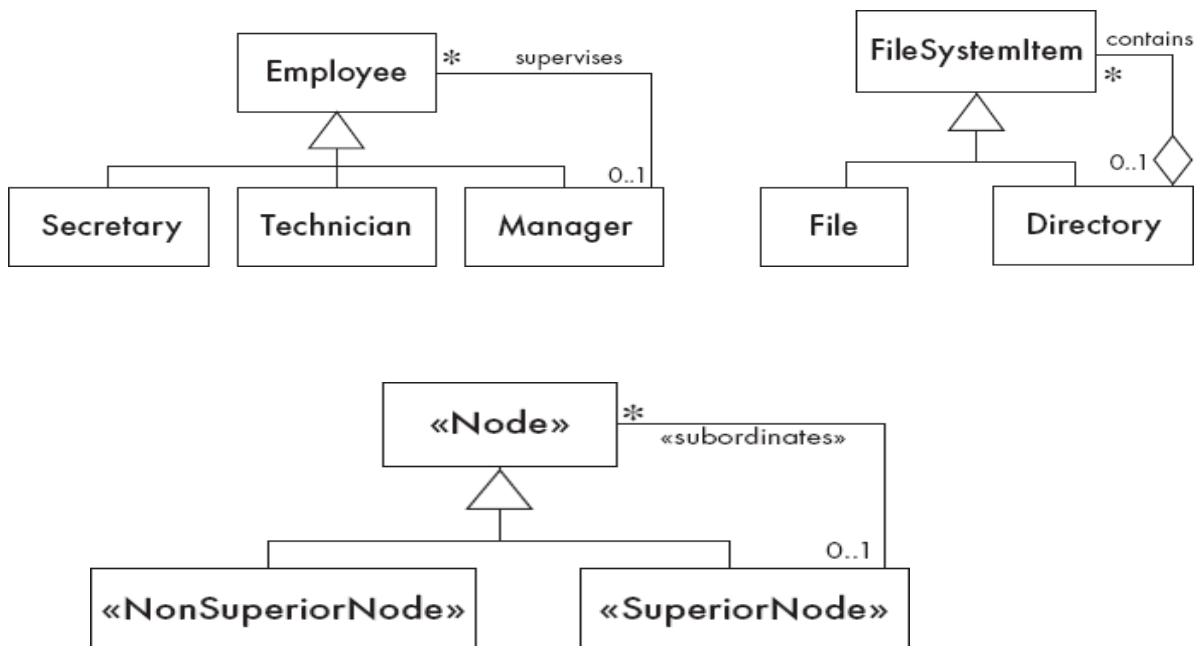 Employee
*
supervises
0..1
Secretary
Technician
Manager
FileSystemItem
contains
*
0..1
File
Directory
«Node»
*
«subordinates»
0..1
«NonSuperiorNode»
«SuperiorNode»